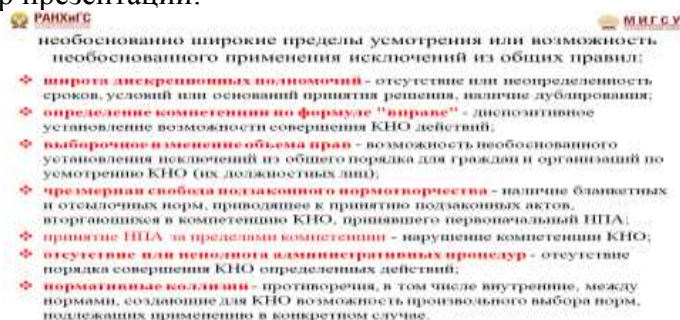 р презентации:
РАНХиГС
МИГСУ
необоснованно широкие пределы усмотрения или возможность
необоснованного применения исключений из общих правил:
❖ широта дискреционных полномочий - отсутствие или неопределенность
сроков, условий или оснований принятия решения, наличие дублирования;
❖ определение компетенции по формуле "вправе" - диспозитивное
установление возможности совершения КНО действий;
❖ выборочное изменение объема прав - возможность необоснованного
установления исключений из общего порядка для граждан и организаций по
усмотрению КНО (их должностных лиц);
❖ чрезмерная свобода подзаконного нормотворчества - наличие бланкетных
и отсылочных норм, приводящее к принятию подзаконных актов,
вторгающихся в компетенцию КНО, принявшего первоначальный НПА;
❖ принятие НПА за пределами компетенции - нарушение компетенции КНО;
❖ отсутствие или неполнота административных процедур - отсутствие
порядка совершения КНО определенных действий;
❖ нормативные коллизии - противоречия, в том числе внутренние, между
нормами, создающие для КНО возможность произвольного выбора норм,
подлежащих применению в конкретном случае.